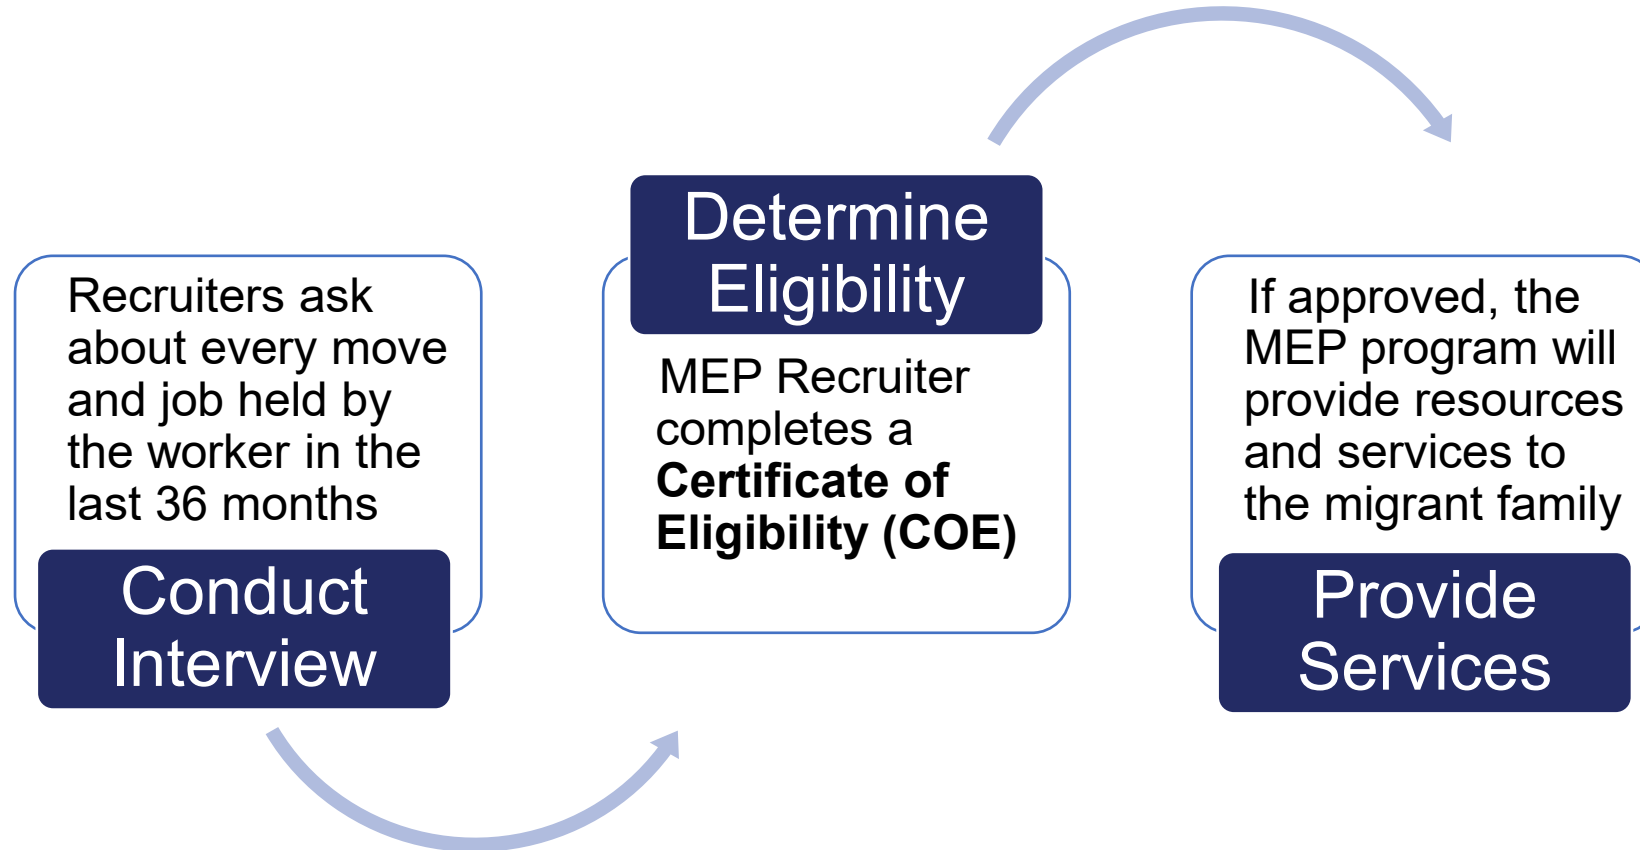 Recruiters ask
about every move
and job held by
the worker in the
last 36 months
Conduct
Interview
Determine
Eligibility
MEP Recruiter
completes a
Certificate of
Eligibility (COE)
If approved, the
MEP program will
provide resources
and services to
the migrant family
Provide
Services